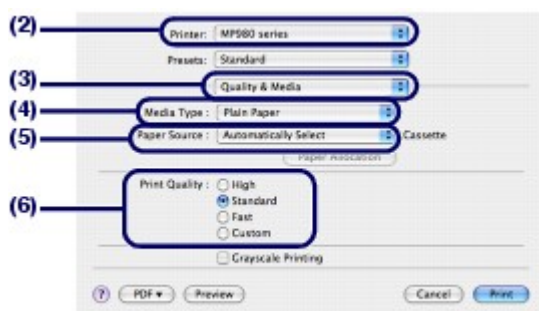 (2) Printer: MP980 series
Presets: Standard
(3) Quality & Media
(4) Media Type : Plain Paper
(5) Paper Source : Automatically Select Cassette
Paper Allocation
(6) Print Quality : High
Standard
Fast
Custom
Grayscale Printing
? PDF Preview Cancel Print